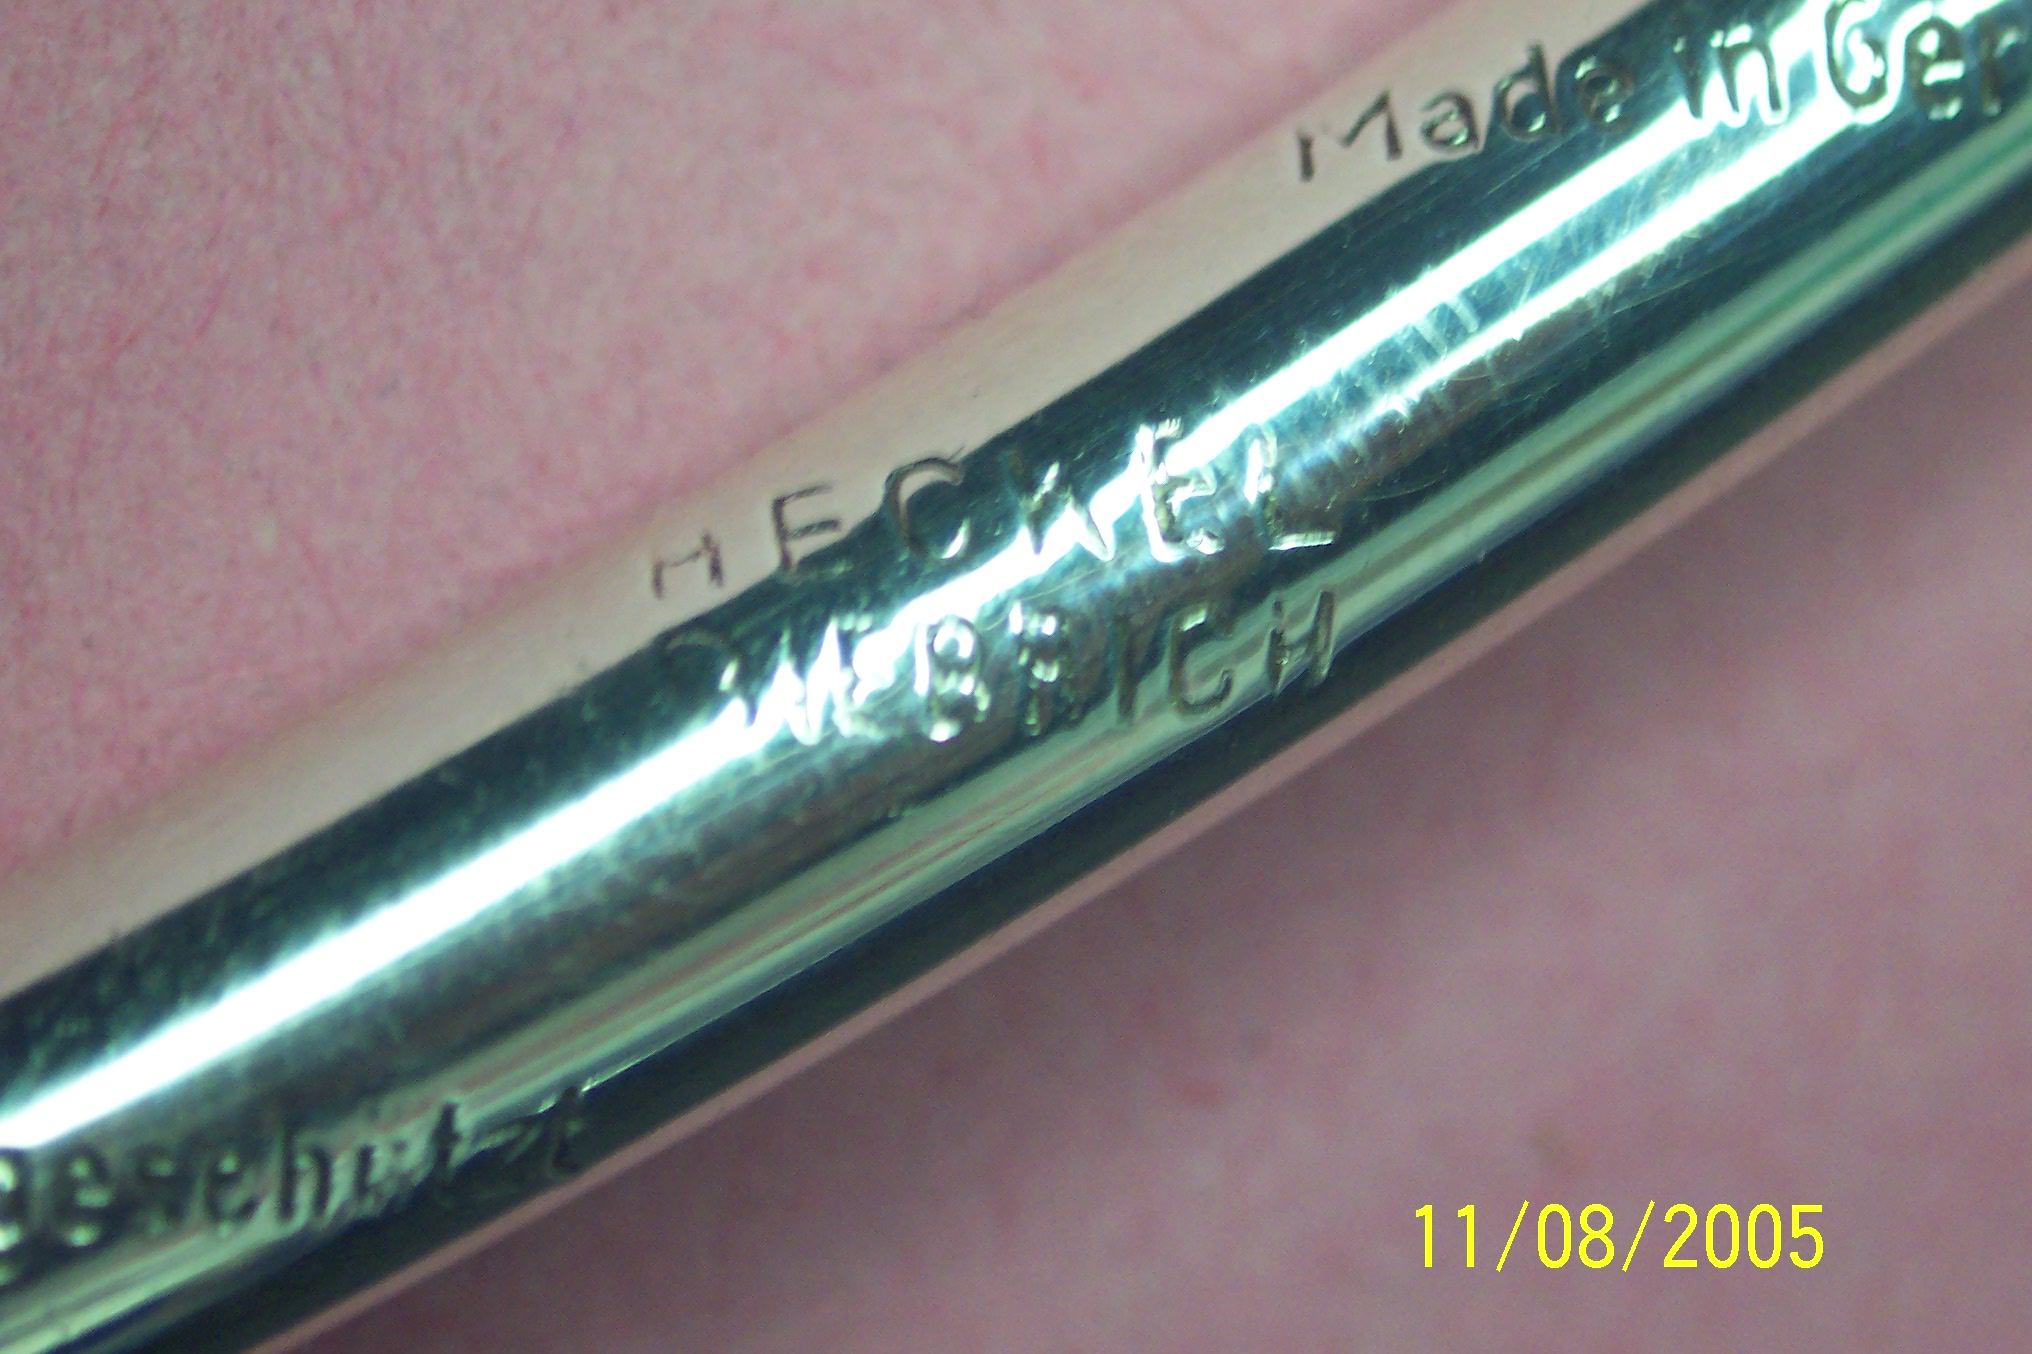 Made in Ger
HECKEL
BIEBRICH
geschützt
11/08/2005